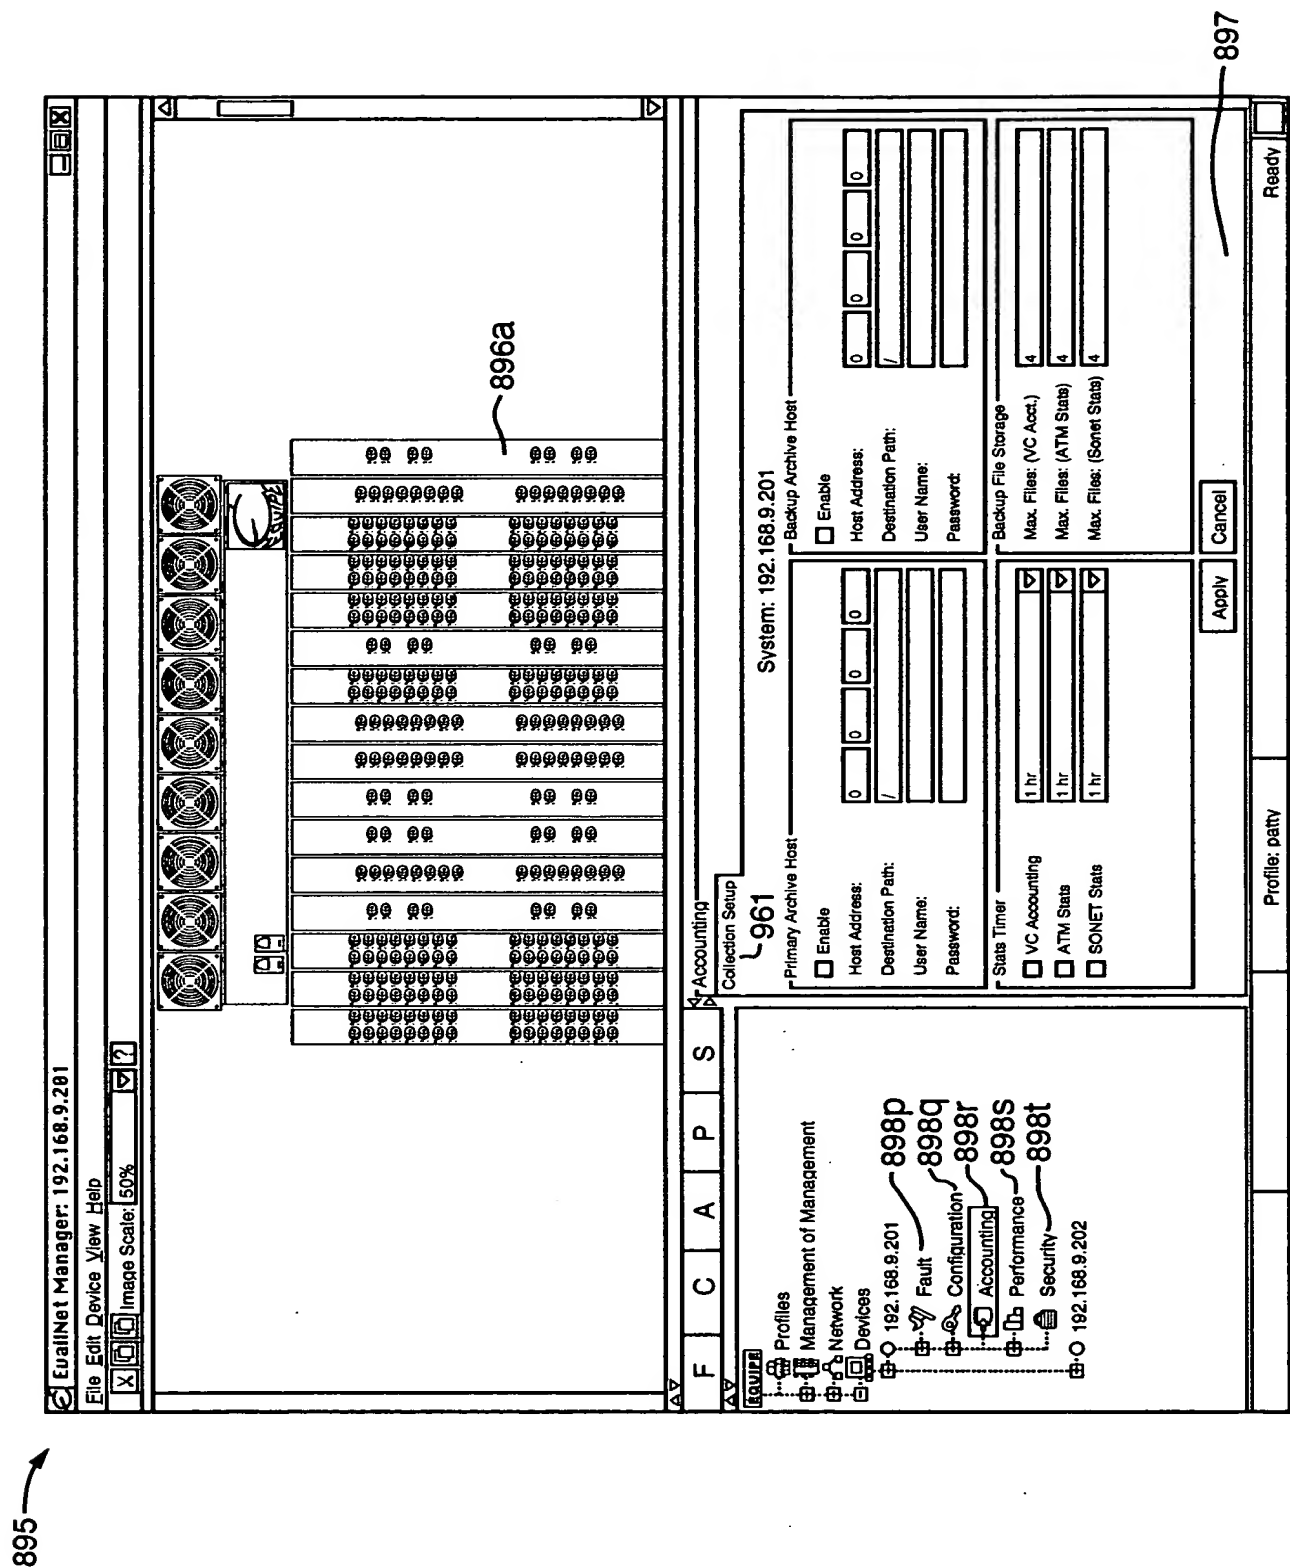 895
EualINet Manager: 192.168.9.201
File Edit Device View Help
Image Scale: 50%
?
896a
F C A P S
EQUIPE
Profiles
Management of Management
Network
Devices
192.168.9.201
Fault
898p
Configuration
898q
Accounting
898r
Performance
898s
Security
898t
192.168.9.202
Accounting
Collection Setup
961
System: 192.168.9.201
Primary Archive Host
Enable
Host Address: 0 0 0 0
Destination Path: /
User Name:
Password:
Backup Archive Host
Enable
Host Address: 0 0 0 0
Destination Path: /
User Name:
Password:
Stats Timer
VC Accounting 1 hr
ATM Stats 1 hr
SONET Stats 1 hr
Backup File Storage
Max. Files: (VC Acct.) 4
Max. Files: (ATM Stats) 4
Max. Files: (Sonet Stats) 4
Apply Cancel
897
Profile: patty
Ready